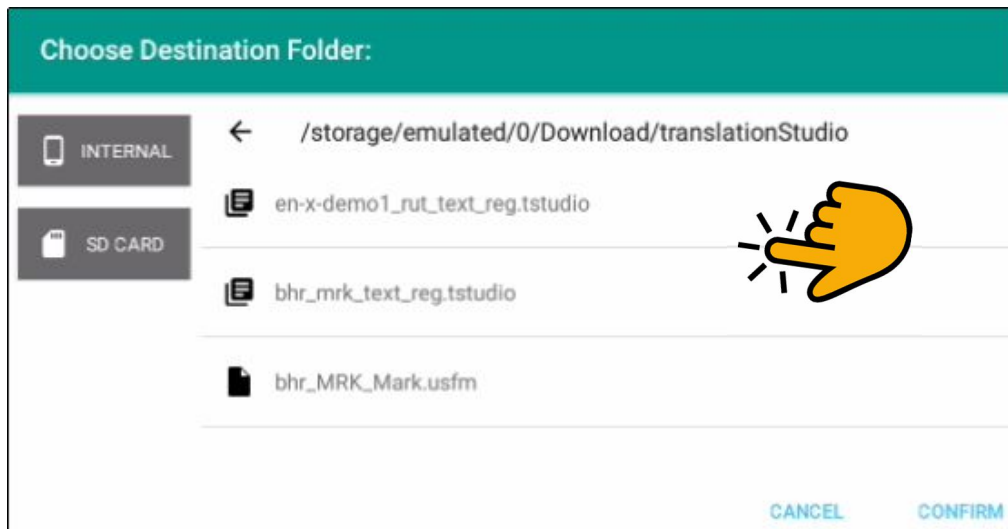 Choose Destination Folder:
INTERNAL
/storage/emulated/0/Download/translationStudio
en-x-demo1_rut_text_reg.tstudio
SD CARD
bhr_mrk_text_reg.tstudio
bhr_MRK_Mark.usfm
CANCEL CONFIRM